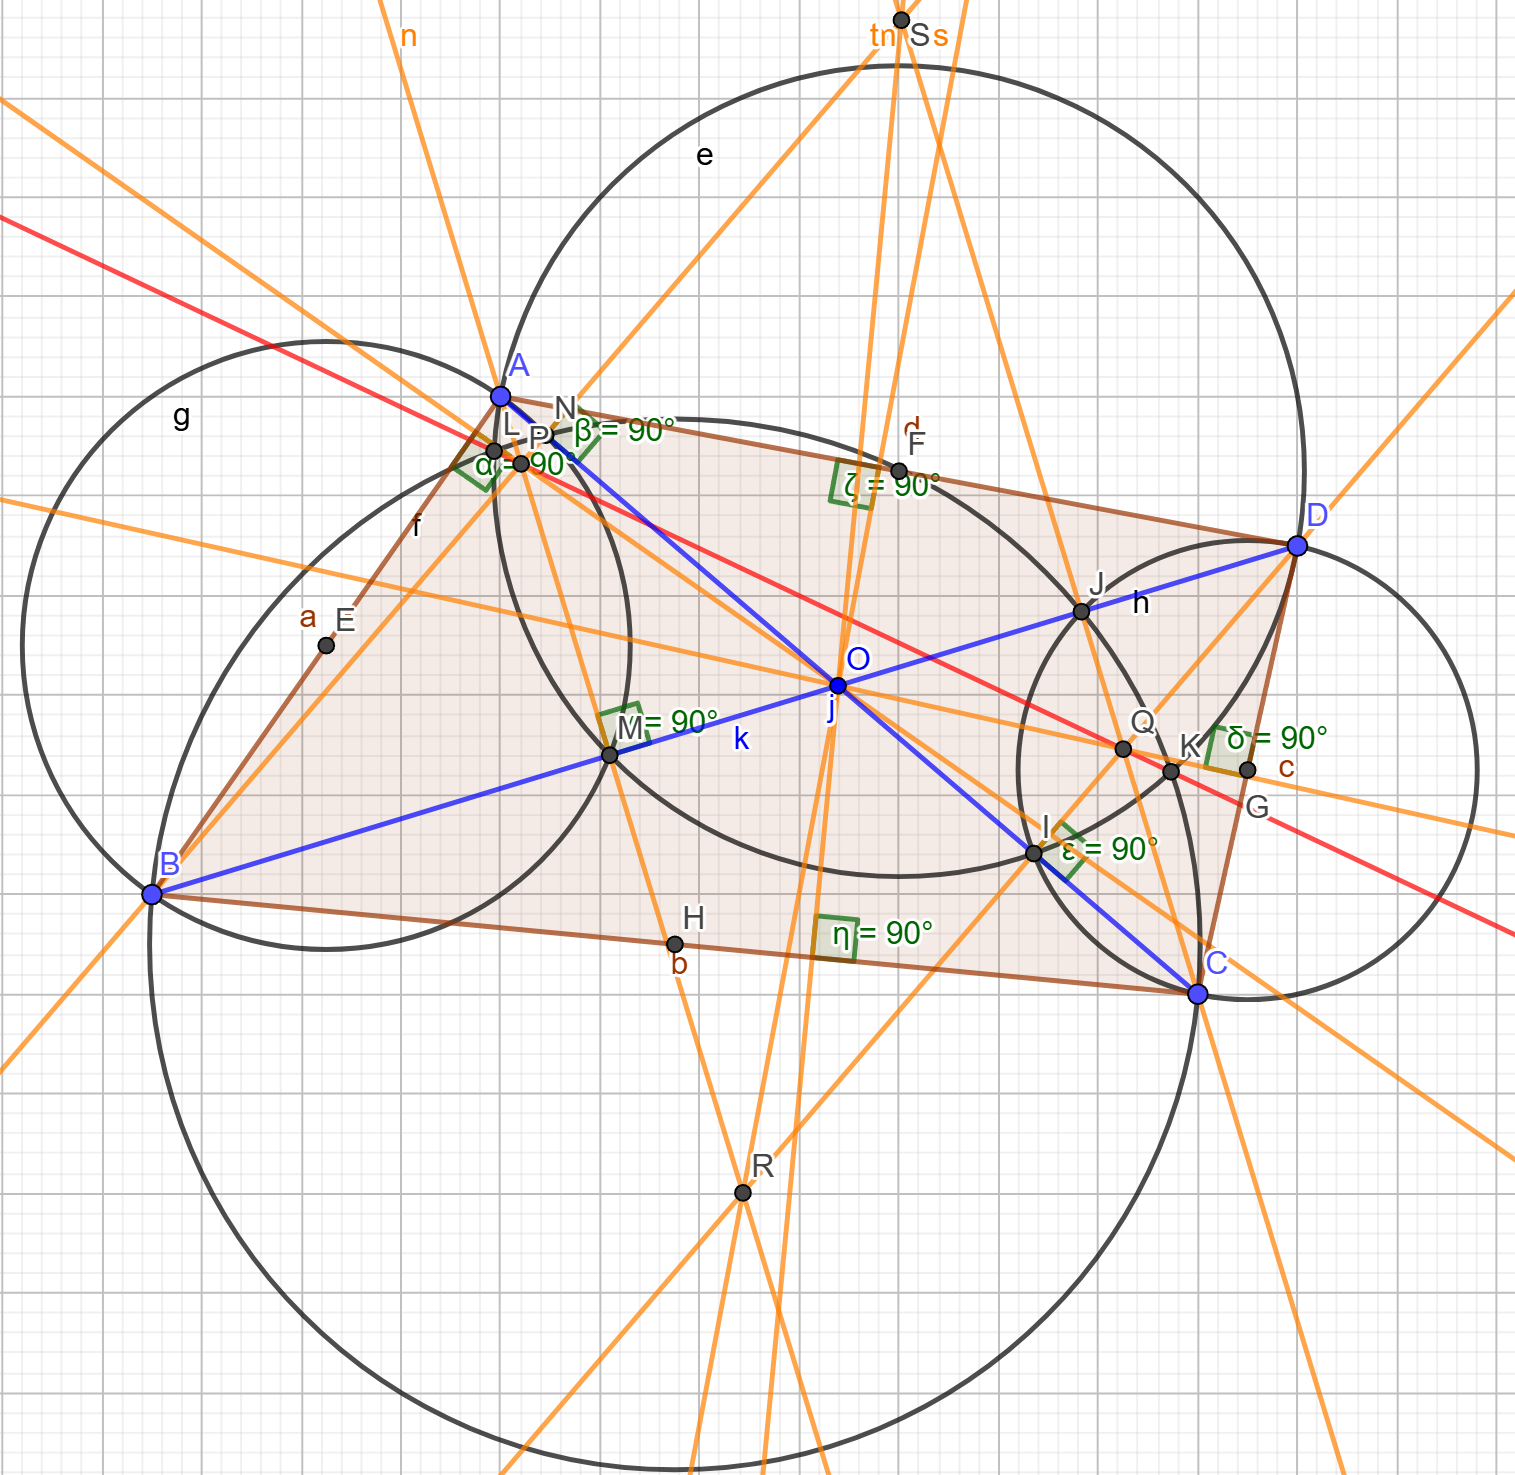 n
tn S s
e
A
g
L
N
P
β = 90°
α = 90°
d
F
ζ = 90°
D
f
J
h
a
E
O
j
M = 90°
k
Q
K
δ = 90°
c
G
I
ε = 90°
B
H
η = 90°
b
C
R